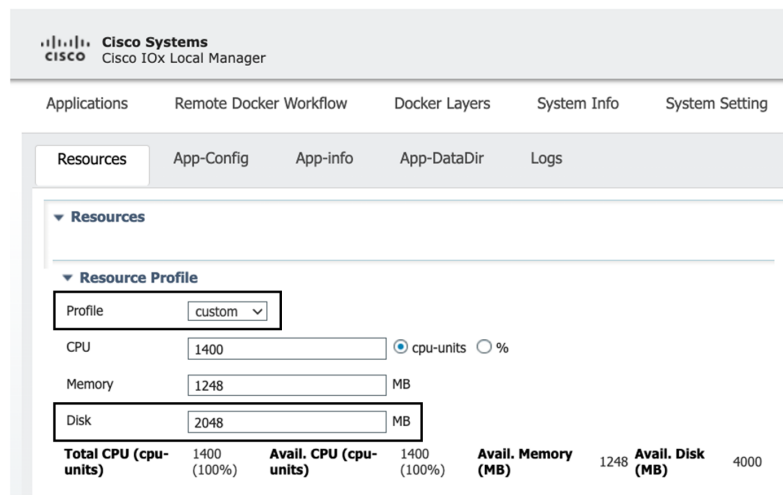 Cisco Systems
CISCO Cisco IOx Local Manager
Applications Remote Docker Workflow Docker Layers System Info System Setting
Resources App-Config App-info App-DataDir Logs
Resources
Resource Profile
Profile custom
CPU 1400 cpu-units %
Memory 1248 MB
Disk 2048 MB
Total CPU (cpu- 1400 Avail. CPU (cpu- 1400 Avail. Memory 1248 Avail. Disk 4000
units) (100%) units) (100%) (MB) (MB)